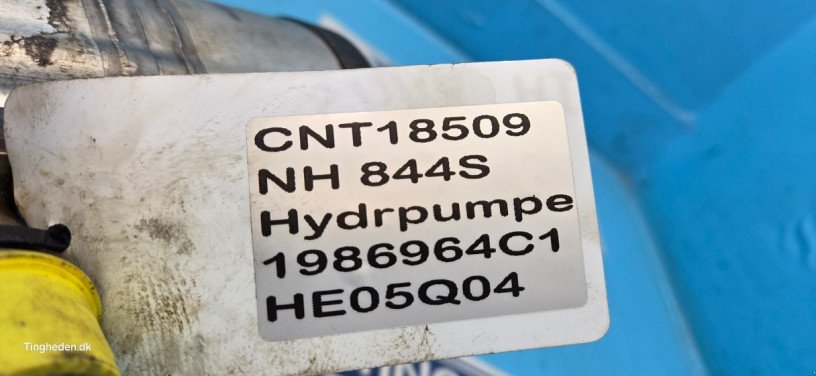 CNT18509
NH 844S
Hydrpumpe
1986964C1
HE05Q04
Tingheden.dk